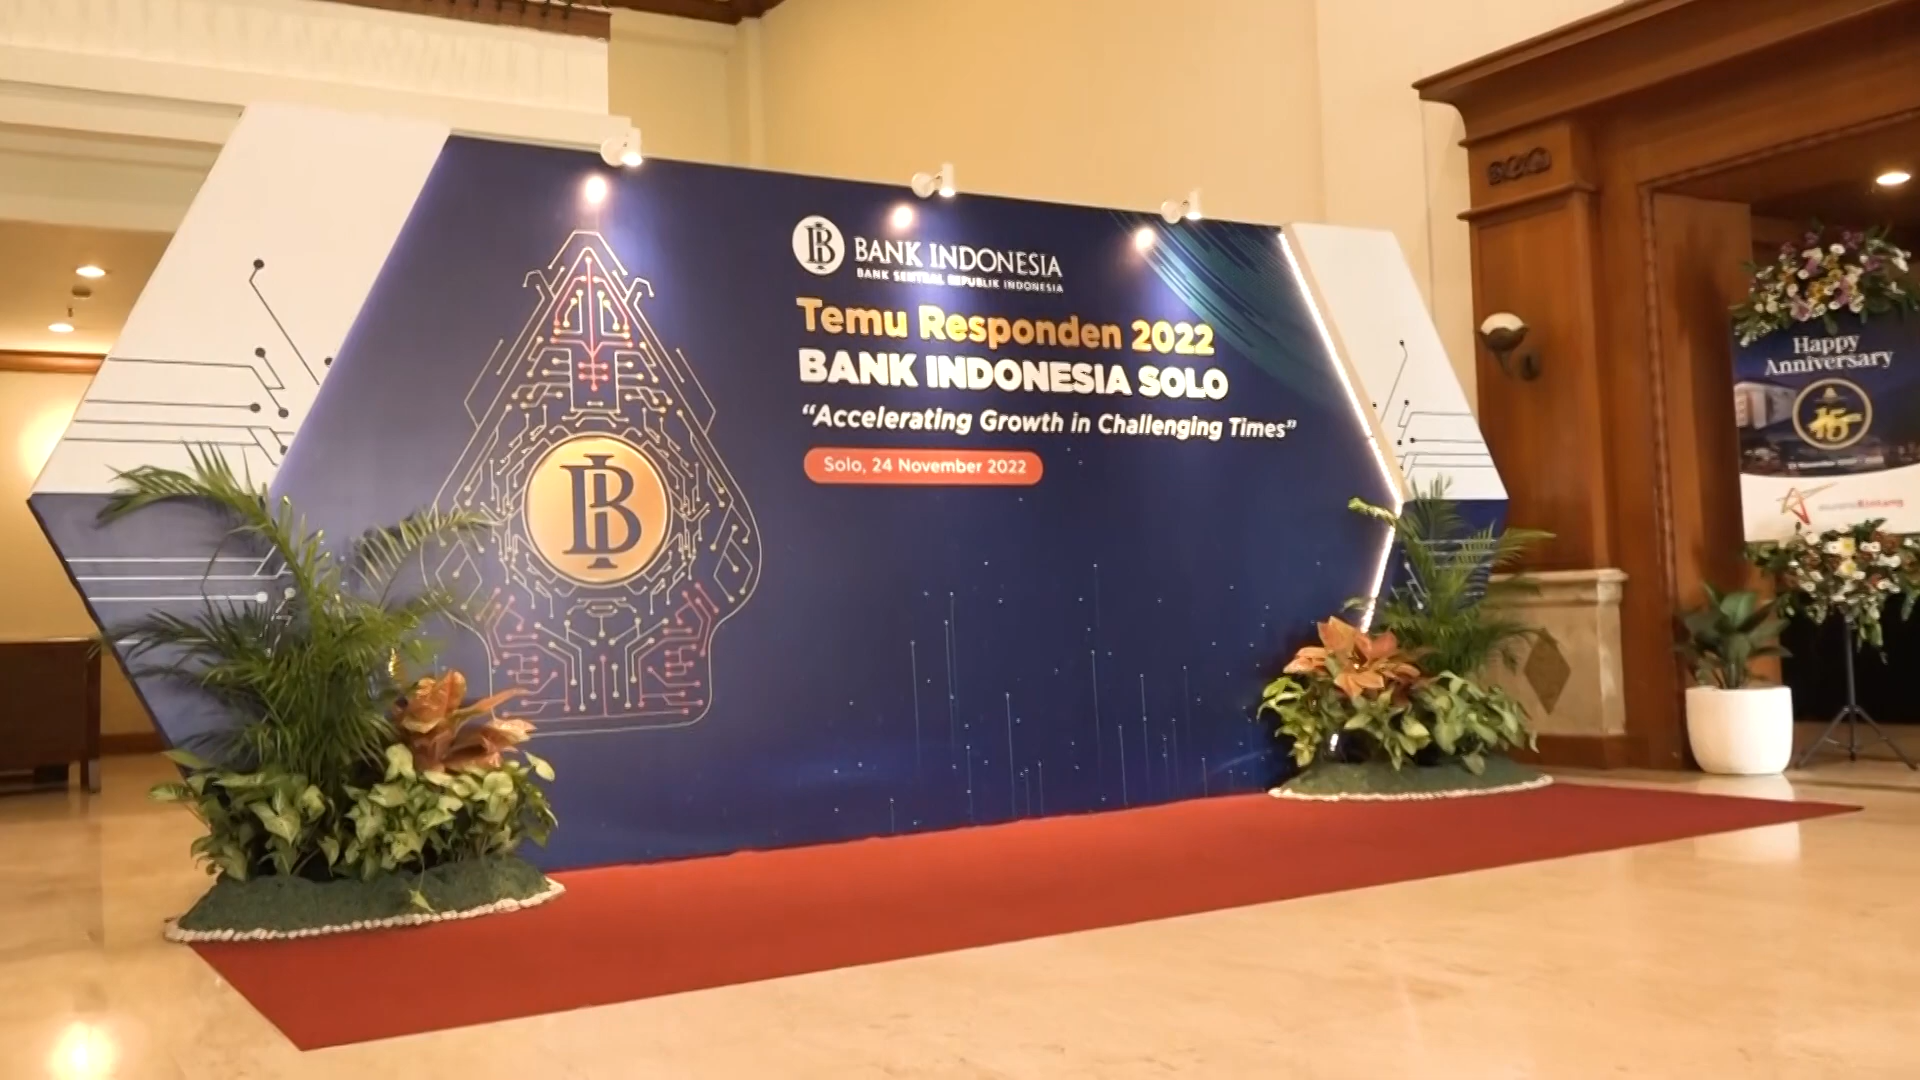 BANK INDONESIA
BANK SENTRAL REPUBLIK INDONESIA
Temu Responden 2022
BANK INDONESIA SOLO
“Accelerating Growth in Challenging Times”
Solo, 24 November 2022
BI
Happy
Anniversary